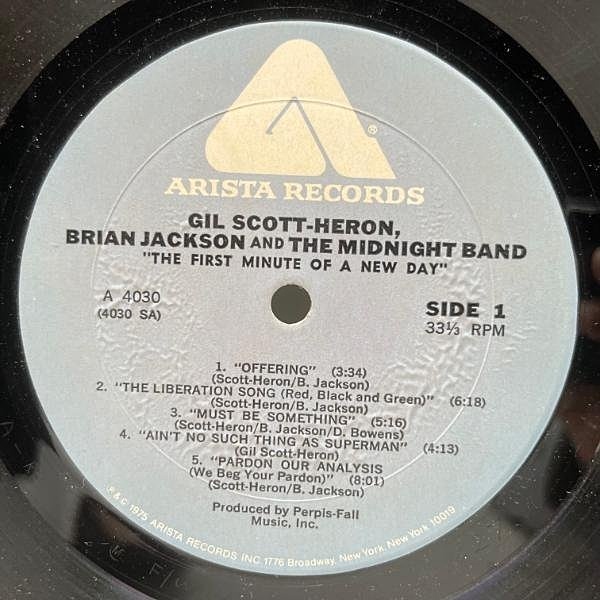 ®
ARISTA RECORDS
GIL SCOTT-HERON,
BRIAN JACKSON AND THE MIDNIGHT BAND
"THE FIRST MINUTE OF A NEW DAY"
A 4030
(4030 SA)
SIDE 1
33⅓ RPM
1. "OFFERING" (3:34)
(Scott-Heron/B. Jackson)
2. "THE LIBERATION SONG (Red, Black and Green)" (6:18)
(Scott-Heron/B. Jackson)
3. "MUST BE SOMETHING" (5:16)
(Scott-Heron/B. Jackson/D. Bowens)
4. "AIN'T NO SUCH THING AS SUPERMAN" (4:13)
(Gil Scott-Heron)
5. "PARDON OUR ANALYSIS
(We Beg Your Pardon)" (8:01)
(Scott-Heron/B. Jackson)
Produced by Perpis-Fall
Music, Inc.
℗ & © 1975 ARISTA RECORDS INC 1776 Broadway, New York, New York 10019